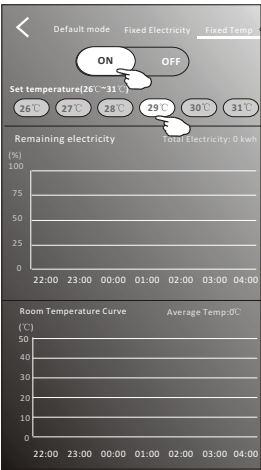 Default mode Fixed Electricity Fixed Temp
ON OFF
Set temperature(26℃~31℃)
26℃ 27℃ 28℃ 29℃ 30℃ 31℃
Remaining electricity Total Electricity: 0 kwh
(%)
100
75
50
25
0
22:00 23:00 00:00 01:00 02:00 03:00 04:00
Room Temperature Curve Average Temp:0℃
(℃)
50
40
30
20
10
0
22:00 23:00 00:00 01:00 02:00 03:00 04:00